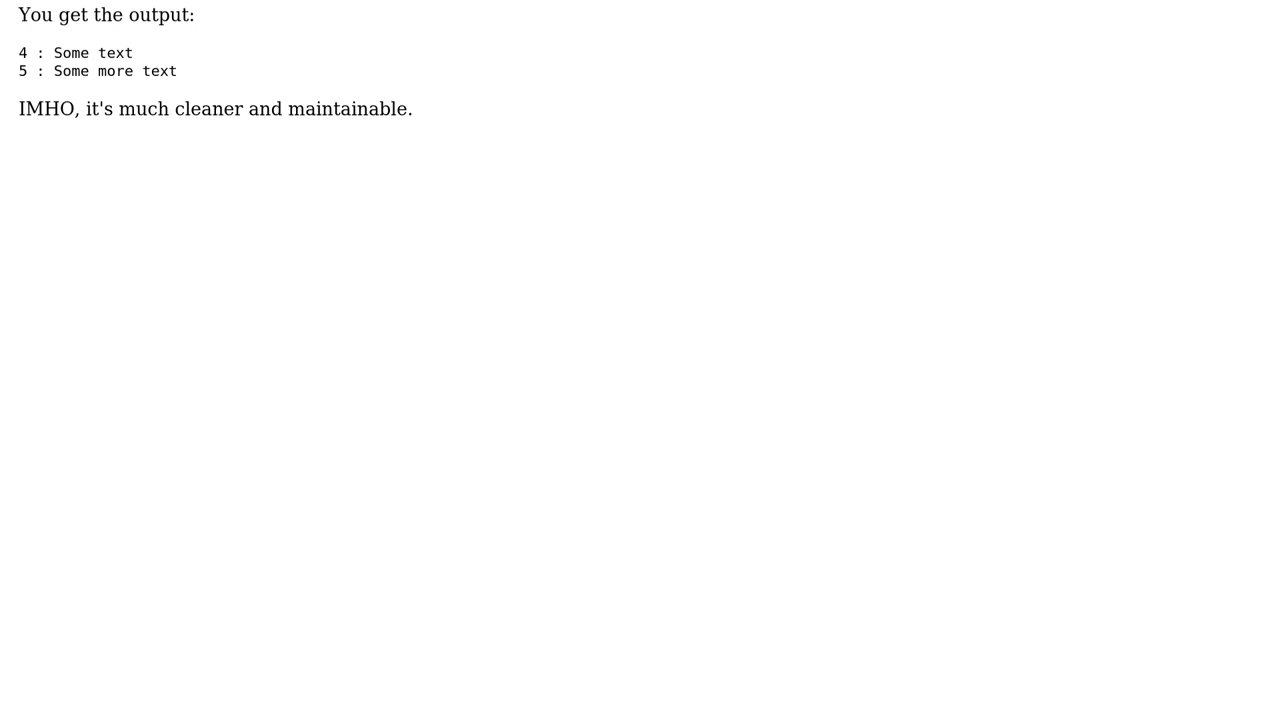 You get the output:
4 : Some text
5 : Some more text
IMHO, it's much cleaner and maintainable.